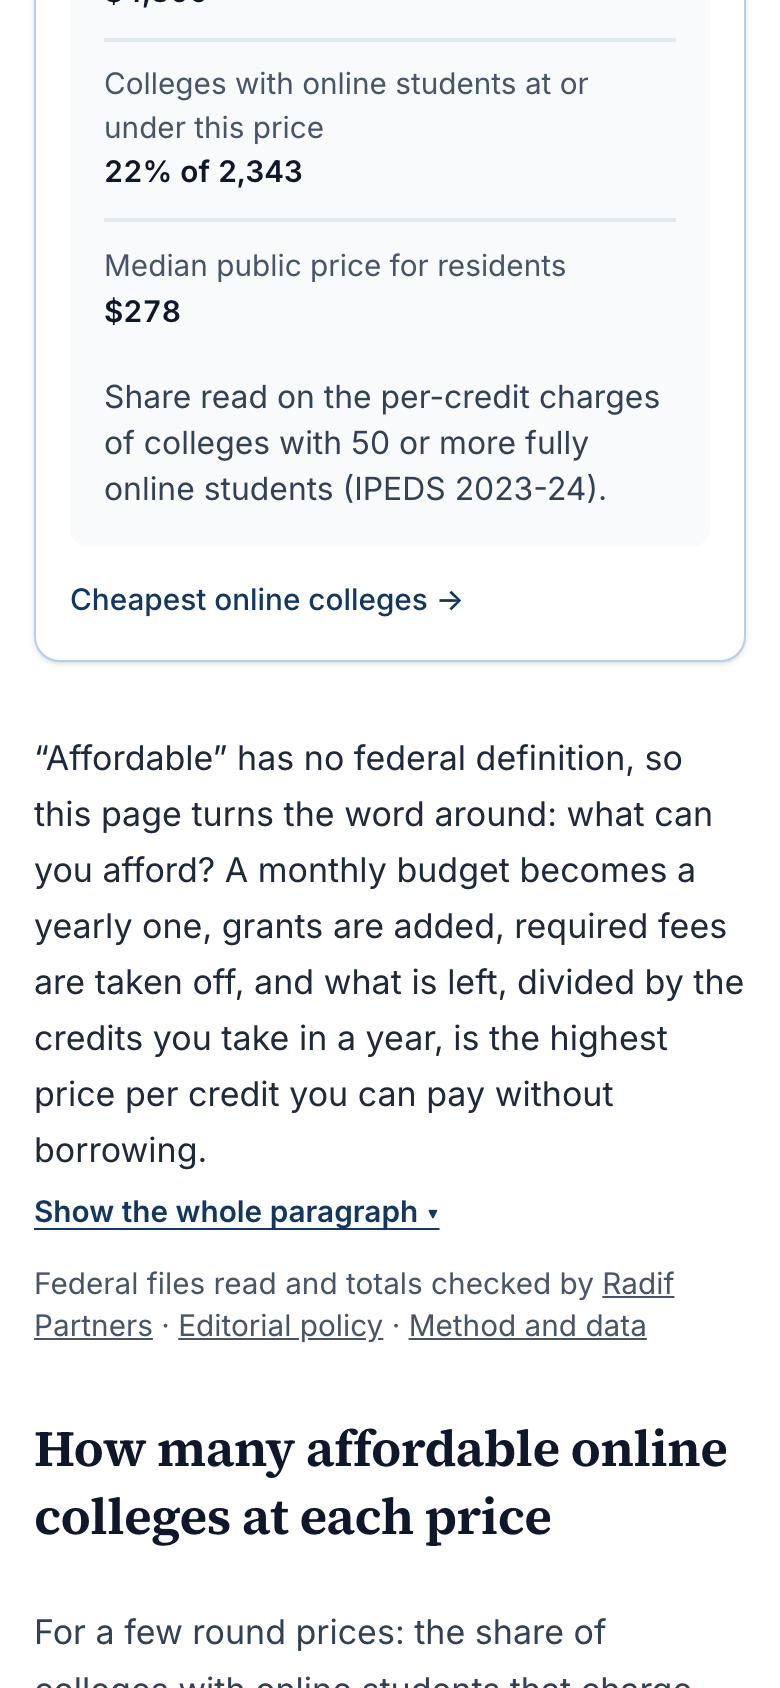 Colleges with online students at or
under this price
22% of 2,343
Median public price for residents
$278
Share read on the per-credit charges
of colleges with 50 or more fully
online students (IPEDS 2023-24).
Cheapest online colleges →
“Affordable” has no federal definition, so
this page turns the word around: what can
you afford? A monthly budget becomes a
yearly one, grants are added, required fees
are taken off, and what is left, divided by the
credits you take in a year, is the highest
price per credit you can pay without
borrowing.
Show the whole paragraph ▾
Federal files read and totals checked by Radif
Partners · Editorial policy · Method and data
How many affordable online
colleges at each price
For a few round prices: the share of
colleges with online students that charge